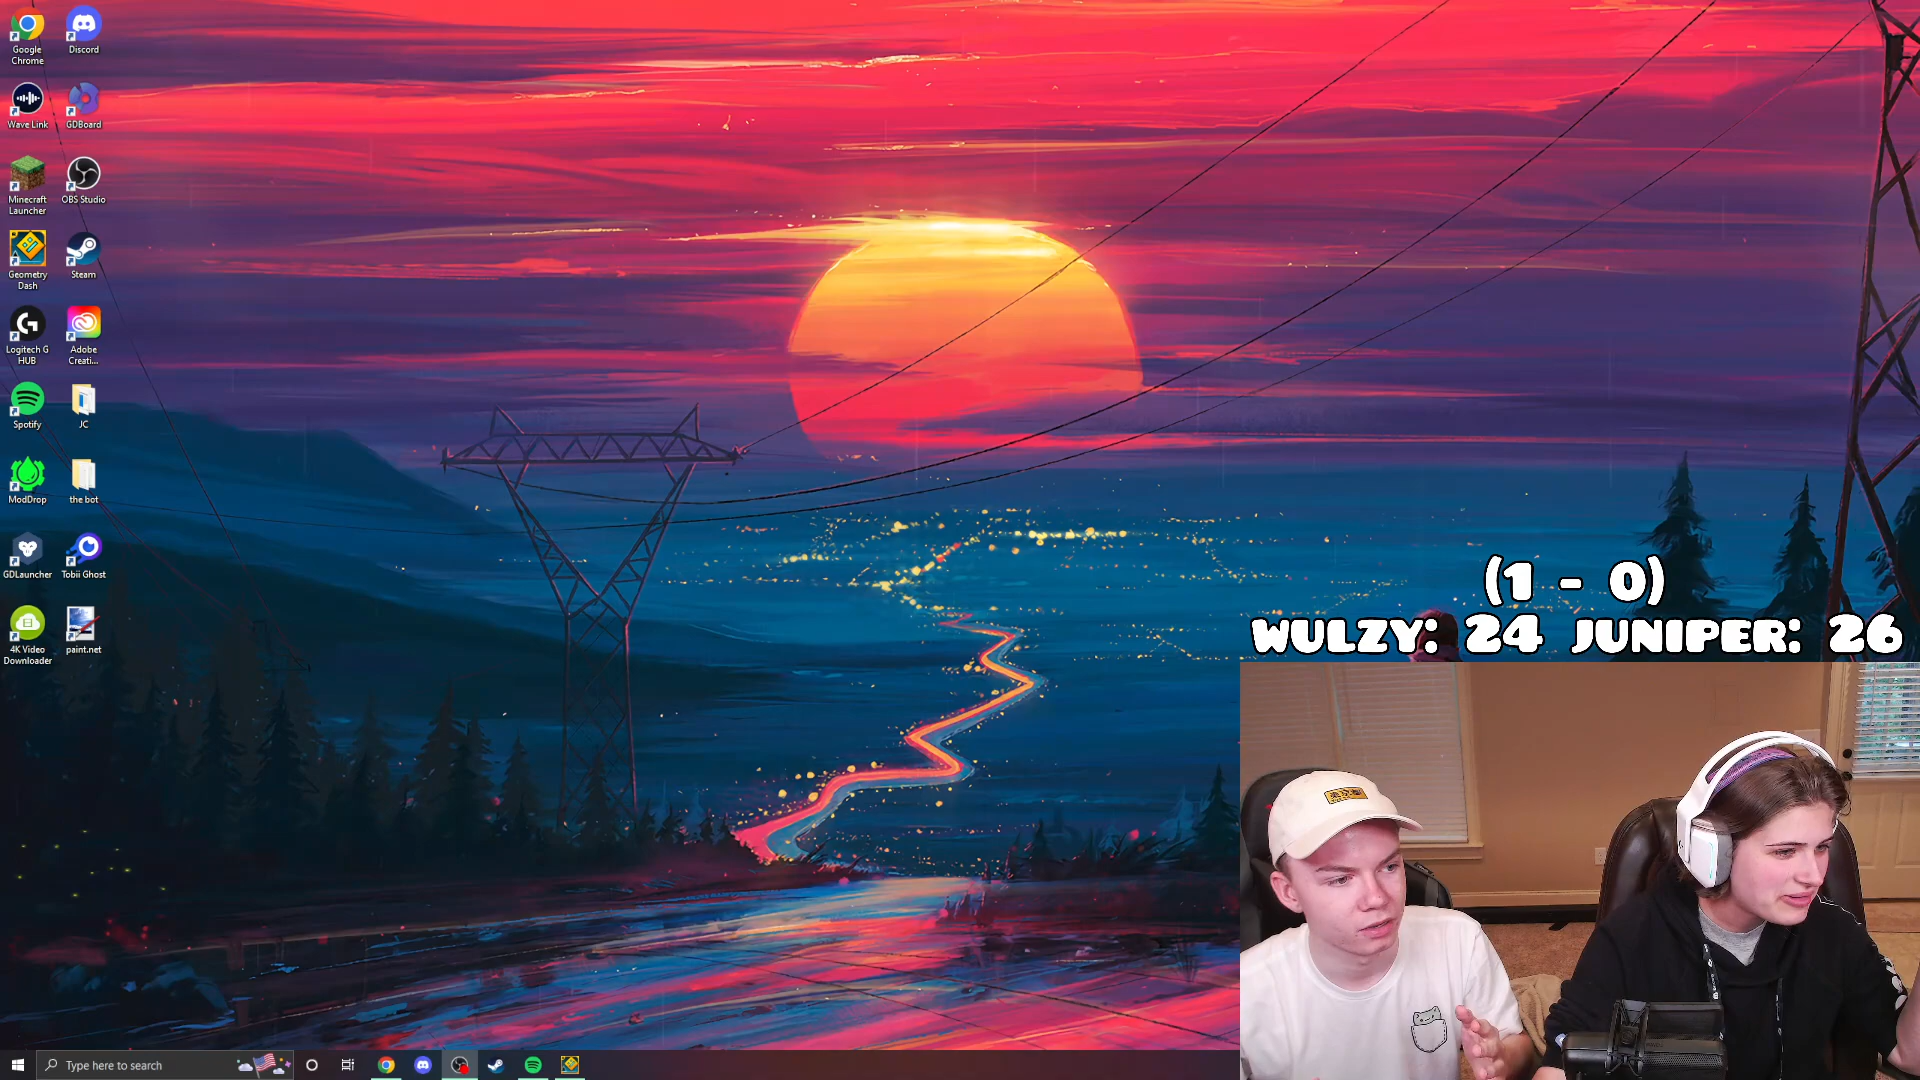 Google
Chrome
Discord
Wave Link
GDBoard
Minecraft
Launcher
OBS Studio
Geometry
Dash
Steam
Logitech G
HUB
Adobe
Creati...
Spotify
JC
ModDrop
the bot
GDLauncher
Tobii Ghost
4K Video
Downloader
paint.net
(1 - 0)
WULZY: 24 JUNIPER: 26
Type here to search